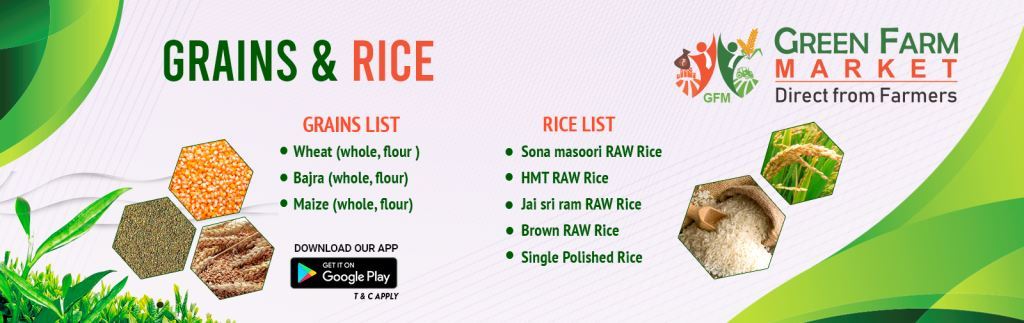 GRAINS & RICE
GREEN FARM
MARKET
Direct from Farmers
GFM
GRAINS LIST
Wheat (whole, flour )
Bajra (whole, flour)
Maize (whole, flour)
RICE LIST
Sona masoori RAW Rice
HMT RAW Rice
Jai sri ram RAW Rice
Brown RAW Rice
Single Polished Rice
DOWNLOAD OUR APP
GET IT ON
Google Play
T & C APPLY